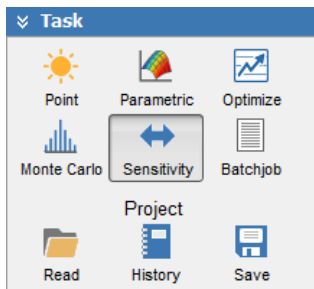 Task
Point Parametric Optimize
Monte Carlo Sensitivity Batchjob
Project
Read History Save